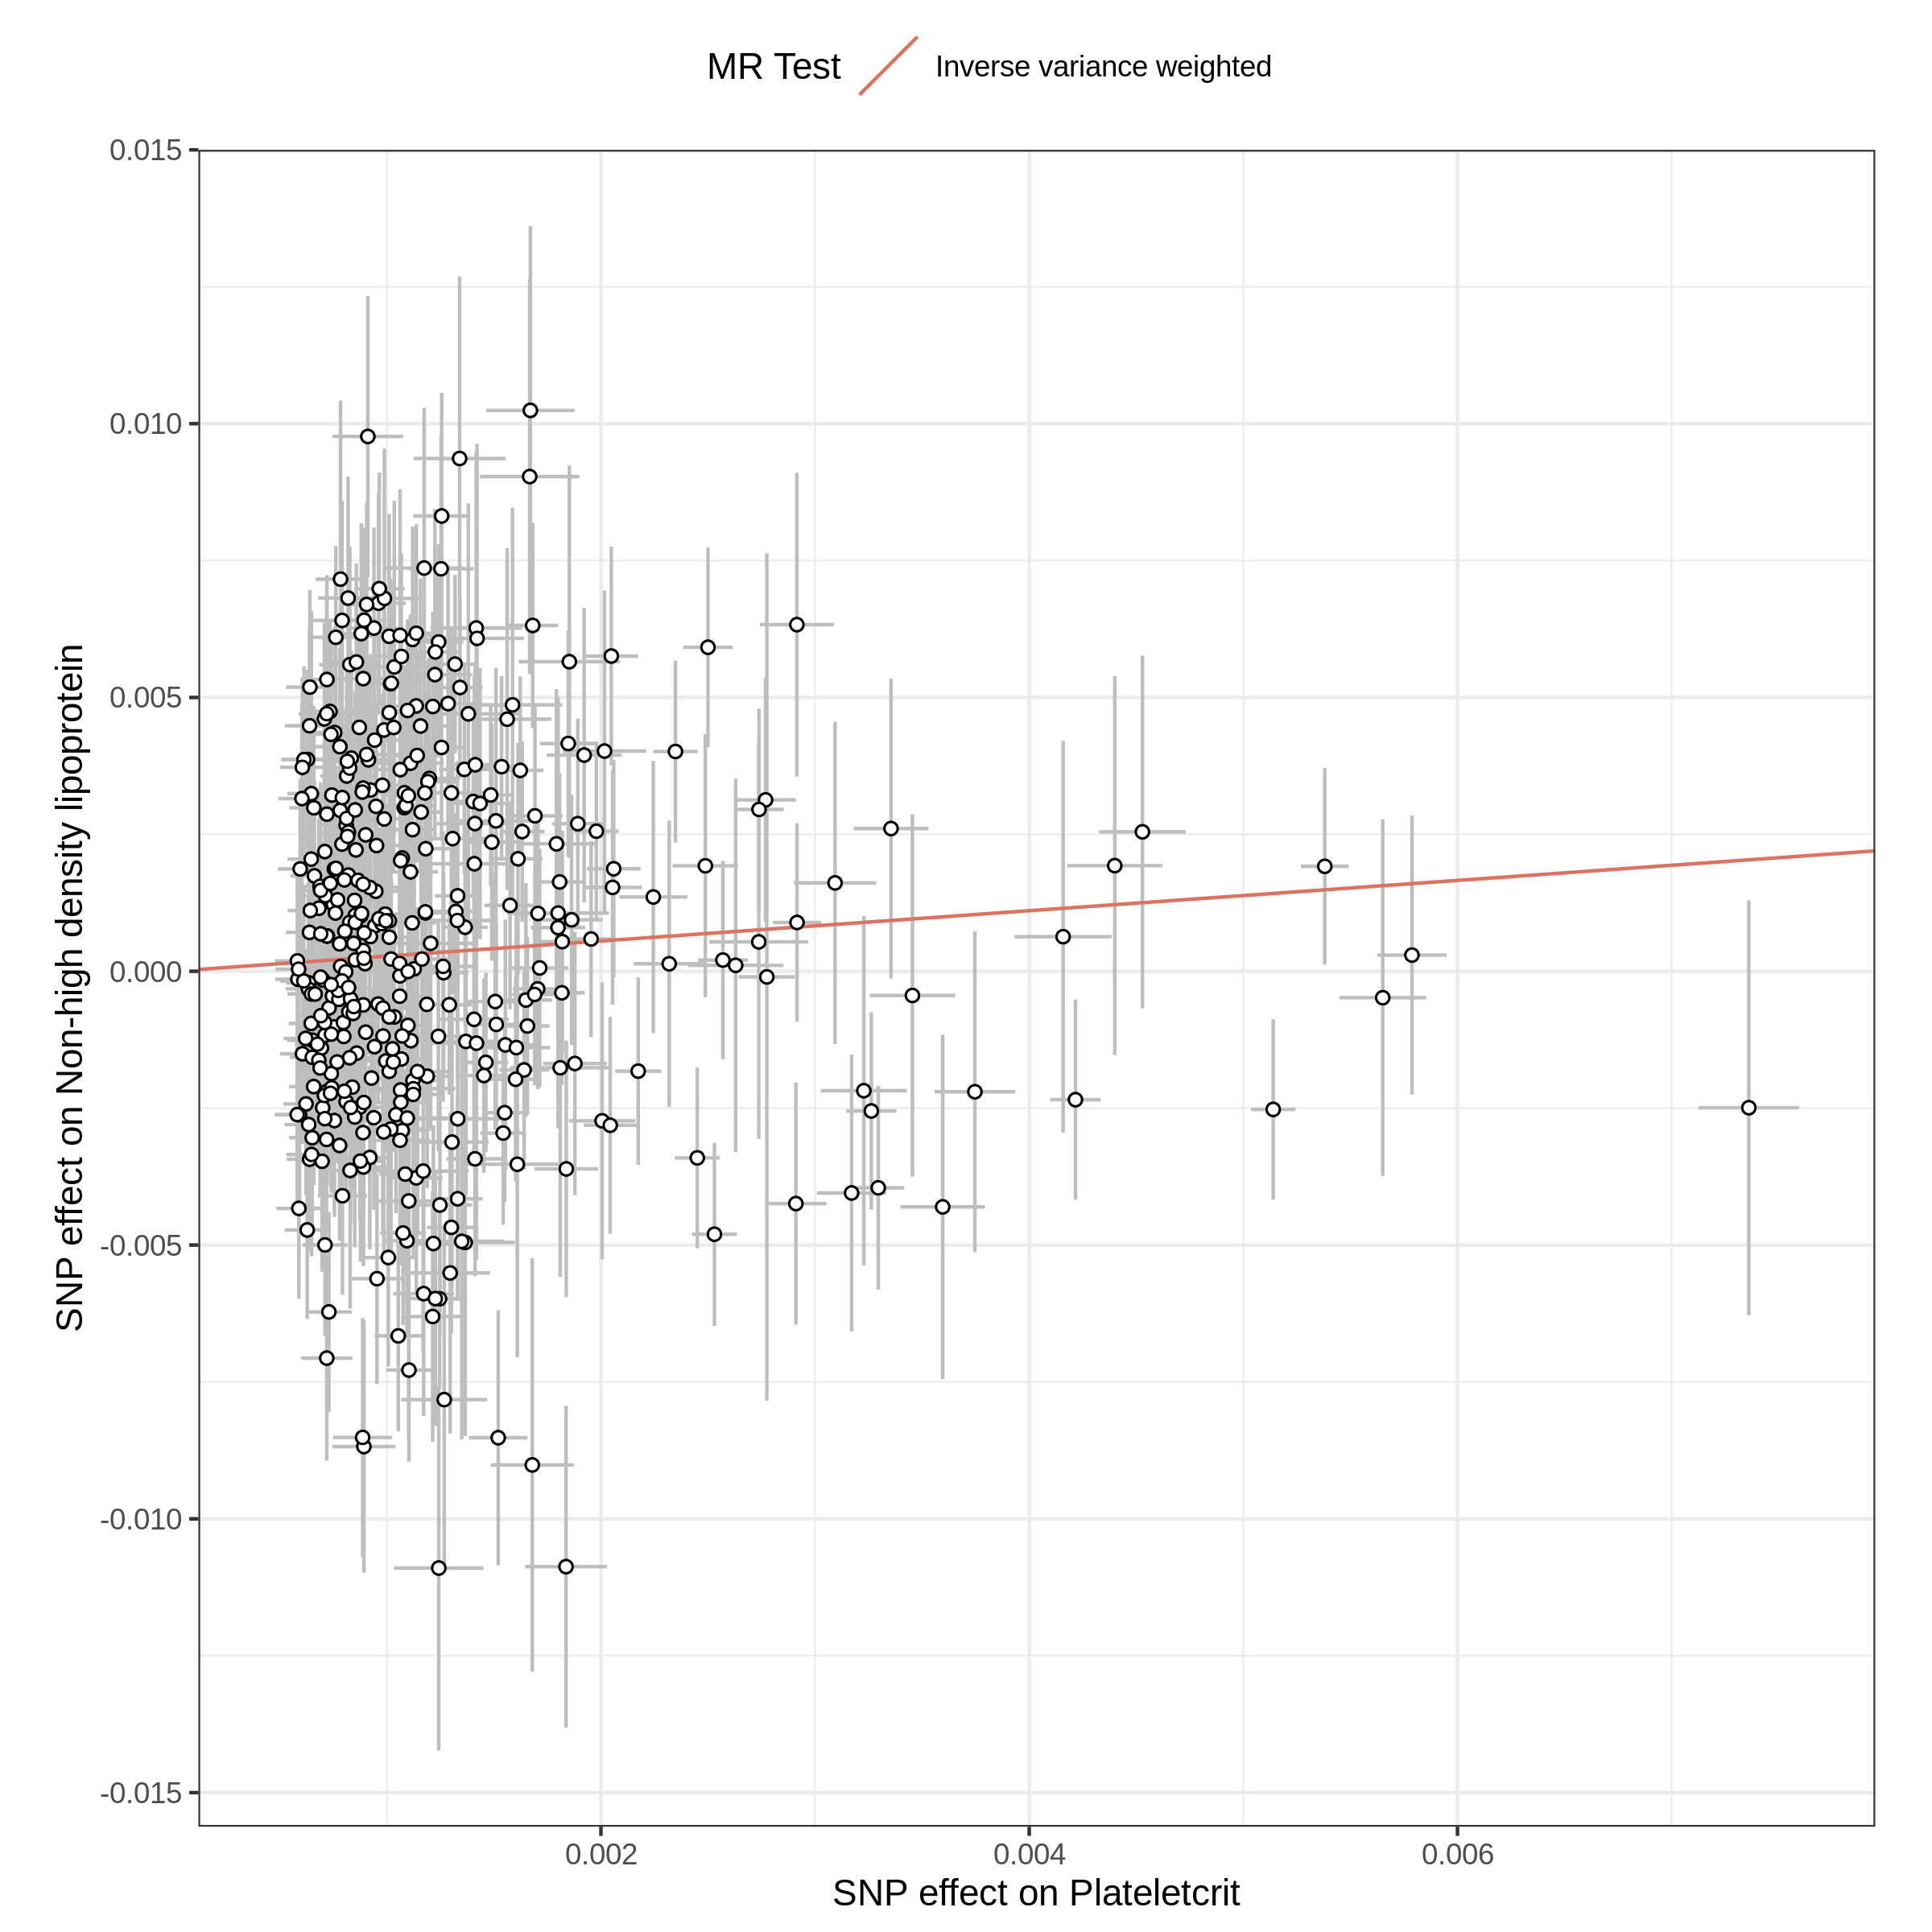 MR Test Inverse variance weighted
0.015
0.010
0.005
0.000
-0.005
-0.010
-0.015
SNP effect on Non-high density lipoprotein
0.002 0.004 0.006
SNP effect on Plateletcrit